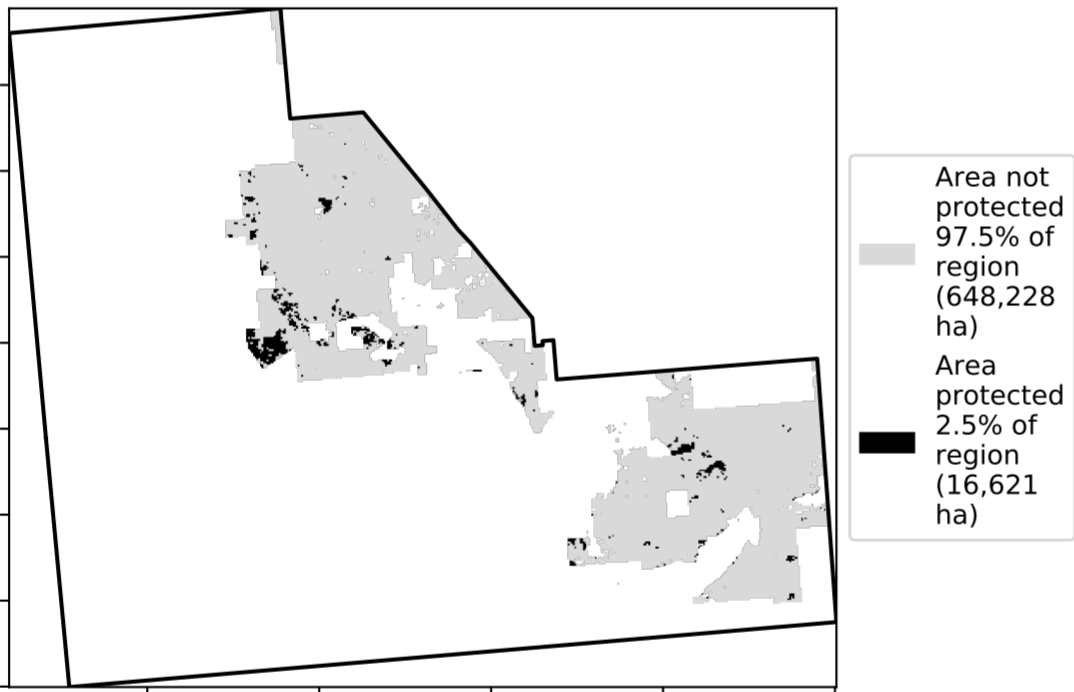 Area not
protected
97.5% of
region
(648,228
ha)
Area
protected
2.5% of
region
(16,621
ha)